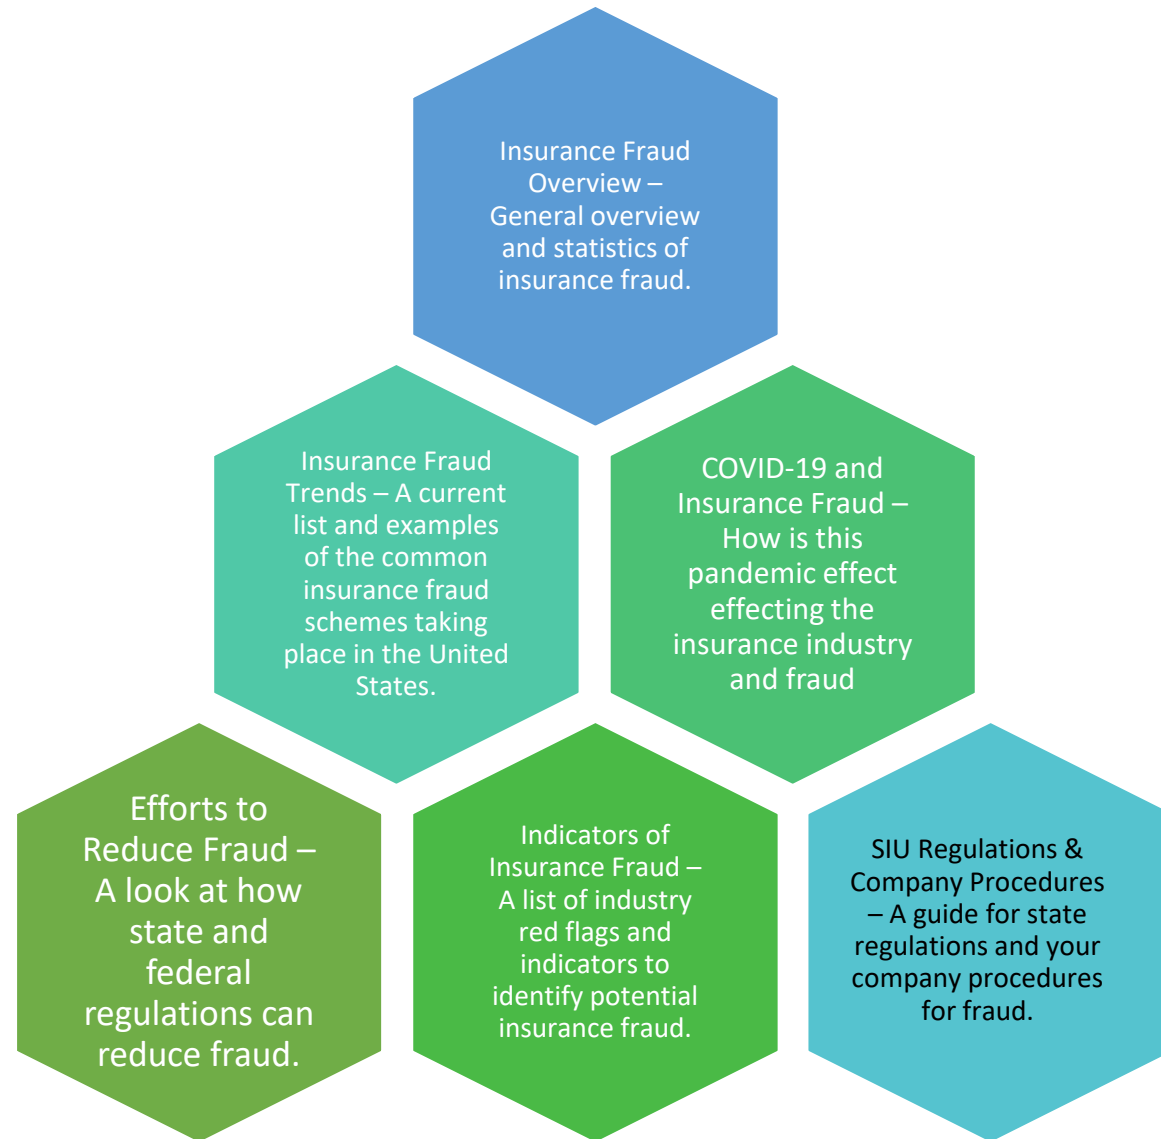 Insurance Fraud
Overview –
General overview
and statistics of
insurance fraud.
Insurance Fraud
Trends – A current
list and examples
of the common
insurance fraud
schemes taking
place in the United
States.
COVID-19 and
Insurance Fraud –
How is this
pandemic effect
effecting the
insurance industry
and fraud
Efforts to
Reduce Fraud –
A look at how
state and
federal
regulations can
reduce fraud.
Indicators of
Insurance Fraud –
A list of industry
red flags and
indicators to
identify potential
insurance fraud.
SIU Regulations &
Company Procedures
– A guide for state
regulations and your
company procedures
for fraud.